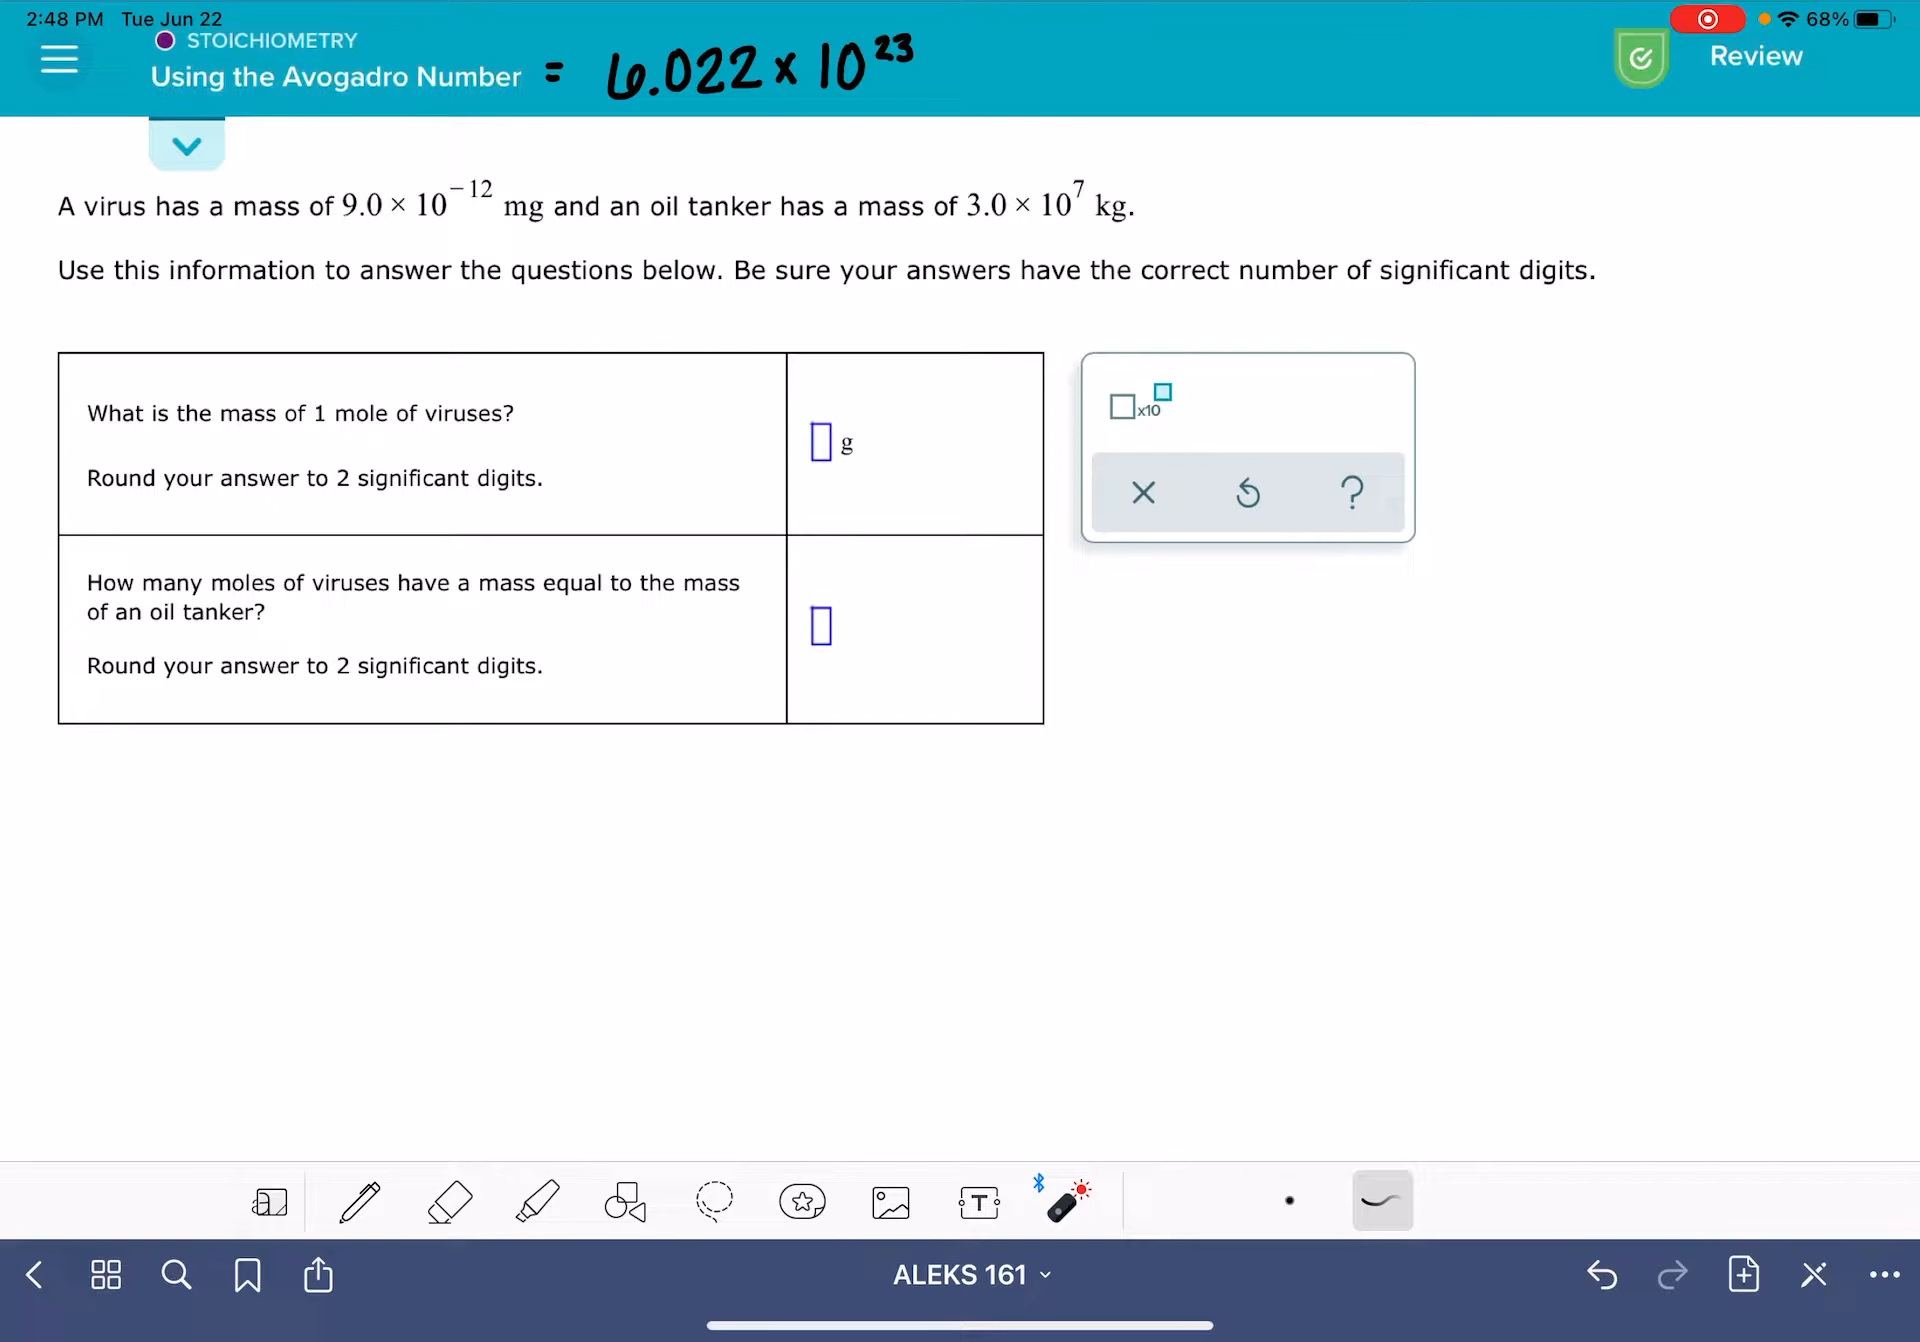 2:48 PM Tue Jun 22
68%
STOICHIOMETRY
Using the Avogadro Number = 6.022 x 10^23
Review
A virus has a mass of 9.0 × 10^−12 mg and an oil tanker has a mass of 3.0 × 10^7 kg.
Use this information to answer the questions below. Be sure your answers have the correct number of significant digits.
What is the mass of 1 mole of viruses?
Round your answer to 2 significant digits.
g
x10
?
How many moles of viruses have a mass equal to the mass
of an oil tanker?
Round your answer to 2 significant digits.
a
T
ALEKS 161